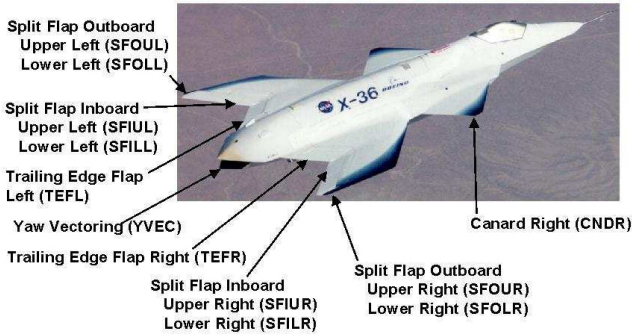 Split Flap Outboard
Upper Left (SFOUL)
Lower Left (SFOLL)
Split Flap Inboard
Upper Left (SFIUL)
Lower Left (SFILL)
Trailing Edge Flap
Left (TEFL)
Yaw Vectoring (YVEC)
Trailing Edge Flap Right (TEFR)
Split Flap Inboard
Upper Right (SFIUR)
Lower Right (SFILR)
Split Flap Outboard
Upper Right (SFOUR)
Lower Right (SFOLR)
Canard Right (CNDR)
NASA
X-36
BOEING